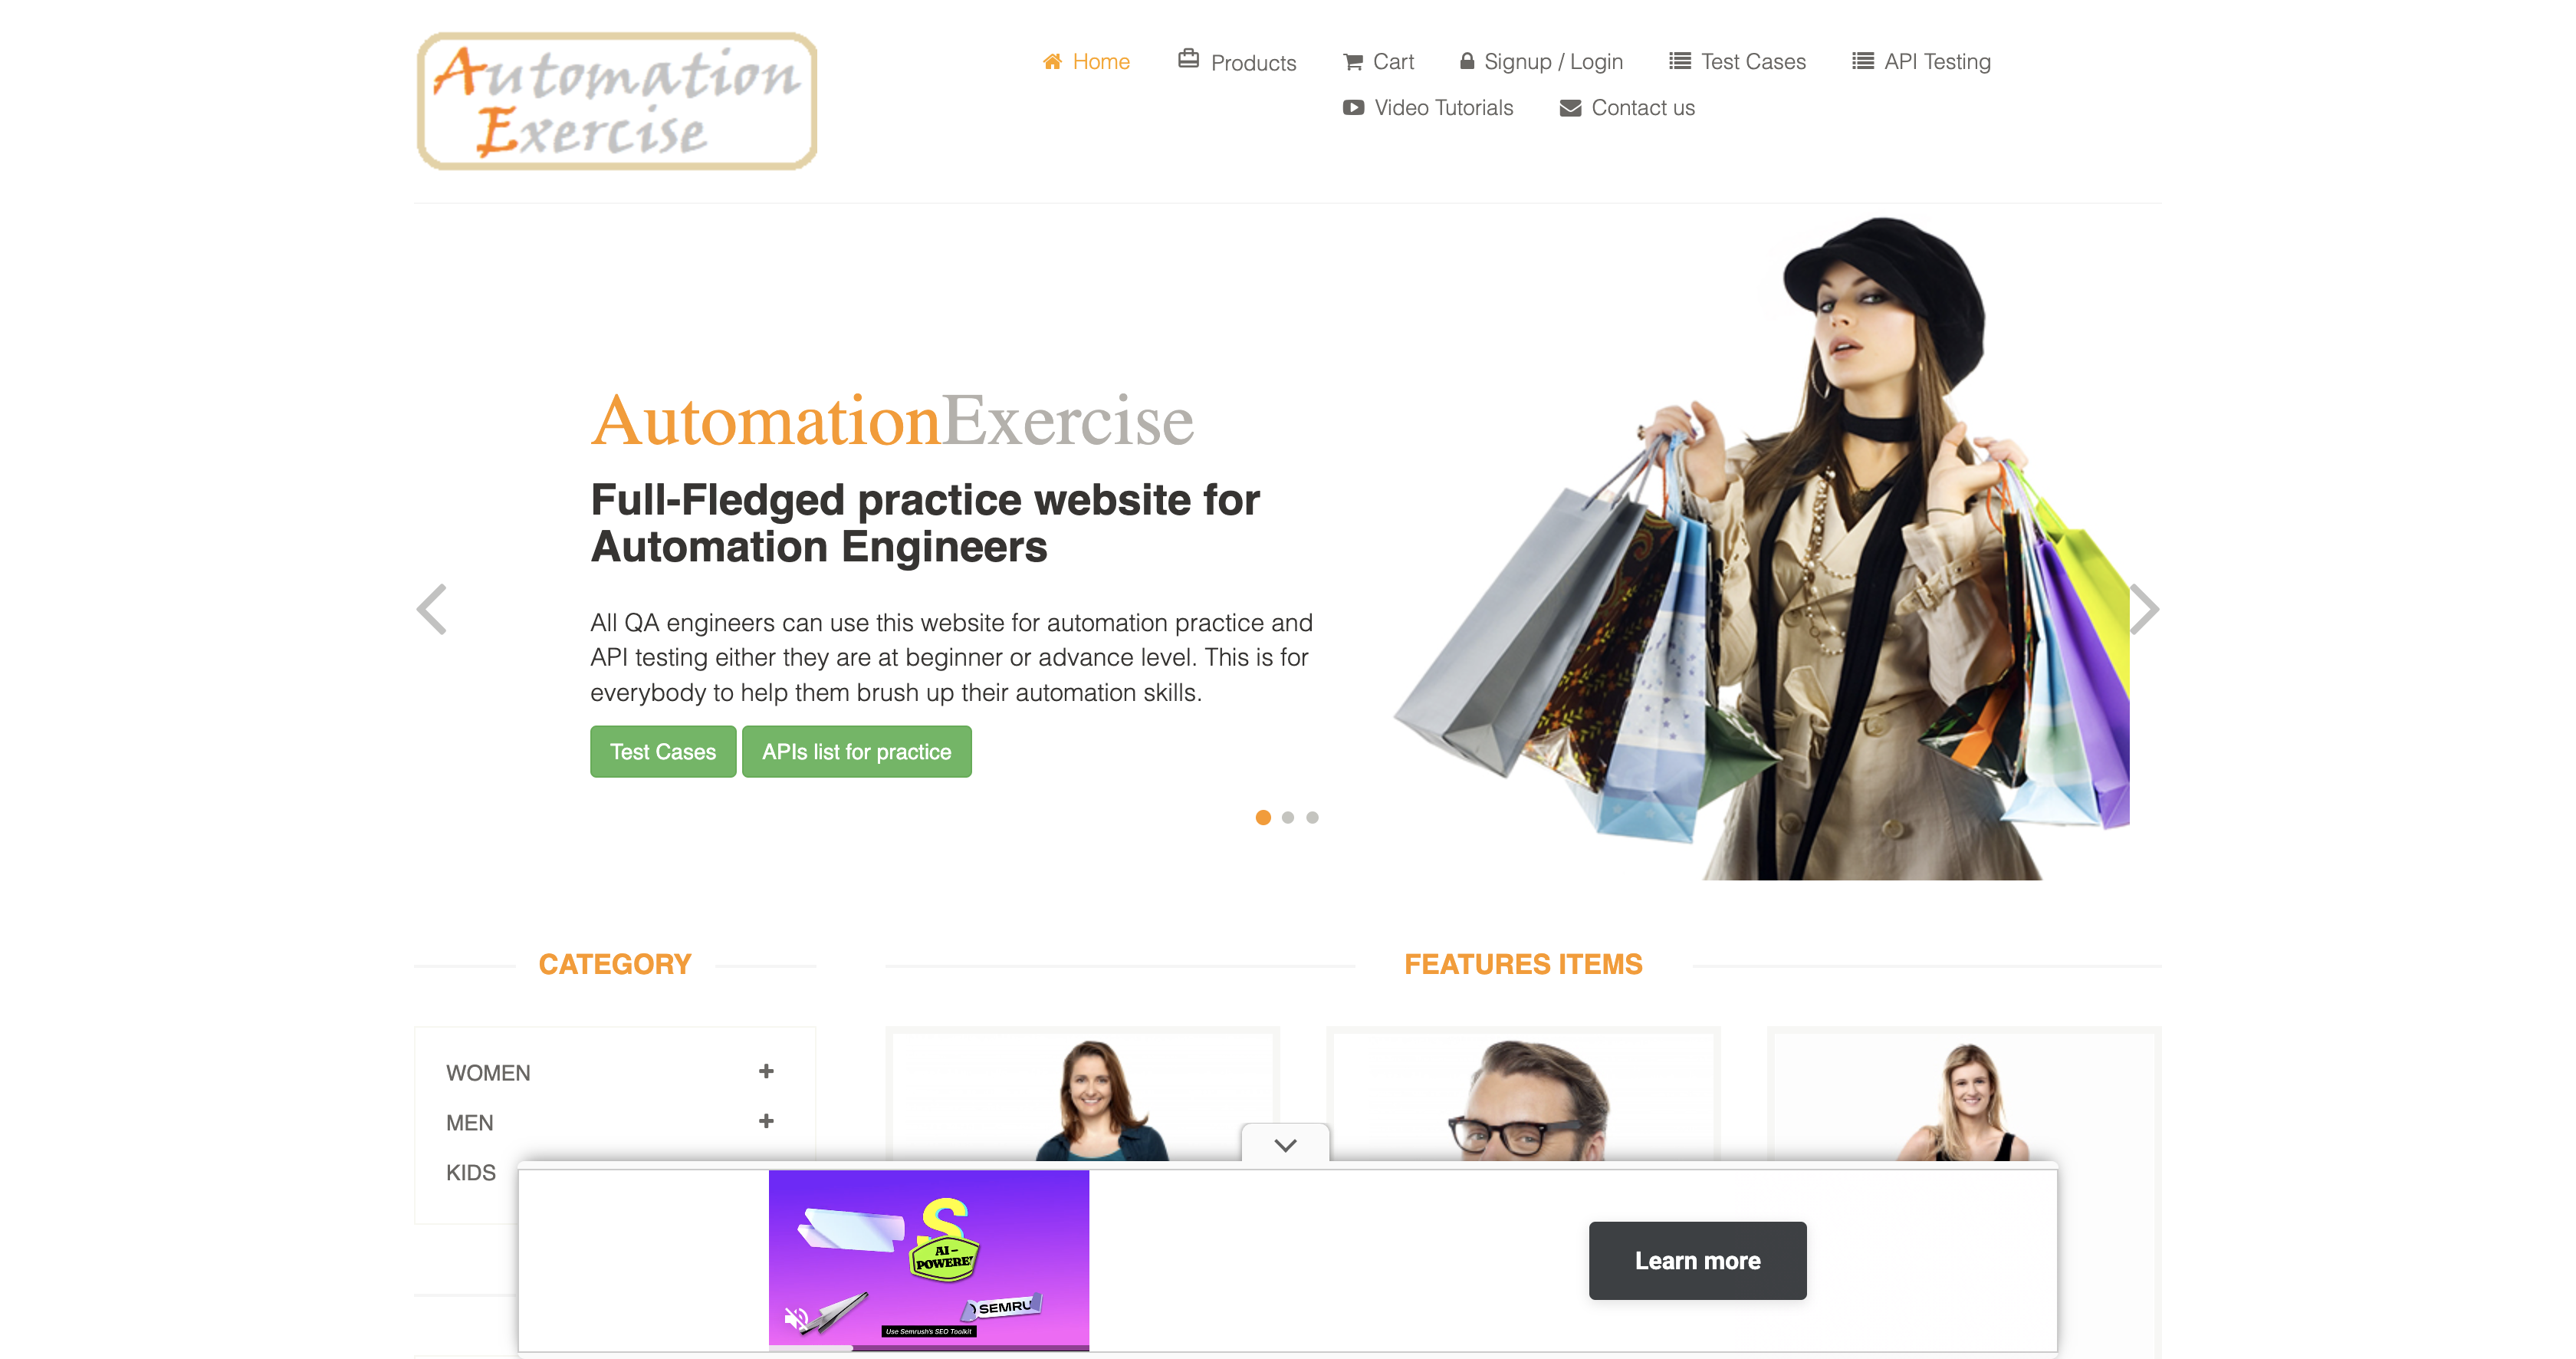 Automation
Exercise
Home
Products
Cart
Signup / Login
Test Cases
API Testing
Video Tutorials
Contact us
AutomationExercise
Full-Fledged practice website for
Automation Engineers
All QA engineers can use this website for automation practice and
API testing either they are at beginner or advance level. This is for
everybody to help them brush up their automation skills.
Test Cases
APIs list for practice
CATEGORY
FEATURES ITEMS
WOMEN
MEN
KIDS
S
AI-
POWERE
SEMRU
Use Semrush's SEO Toolkit
Learn more